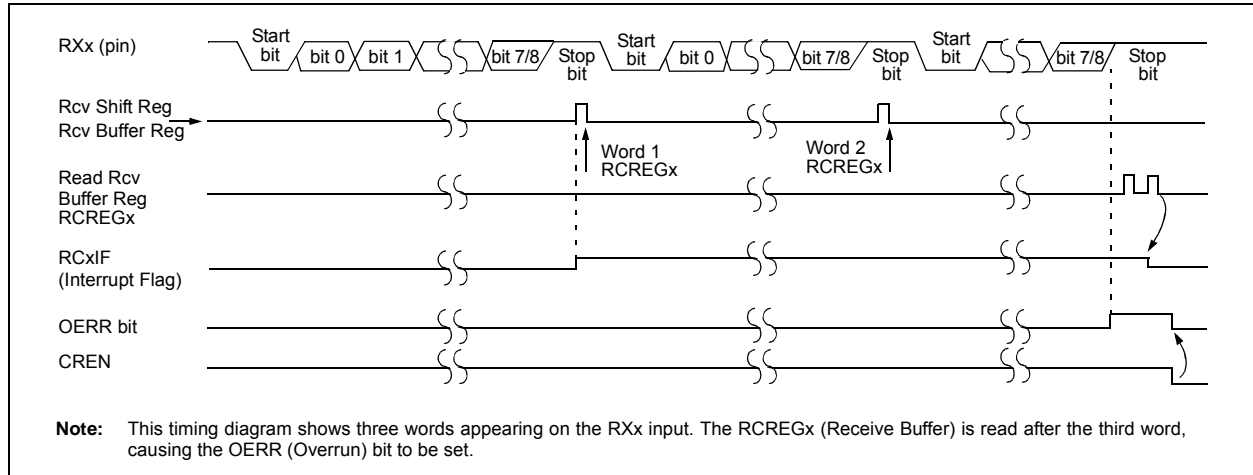 RXx (pin)
Start bit
bit 0
bit 1
bit 7/8
Stop bit
Start bit
bit 0
bit 7/8
Stop bit
Start bit
bit 7/8
Stop bit
Rcv Shift Reg
Rcv Buffer Reg
Word 1
RCREGx
Word 2
RCREGx
Read Rcv
Buffer Reg
RCREGx
RCxIF
(Interrupt Flag)
OERR bit
CREN
Note: This timing diagram shows three words appearing on the RXx input. The RCREGx (Receive Buffer) is read after the third word,
causing the OERR (Overrun) bit to be set.